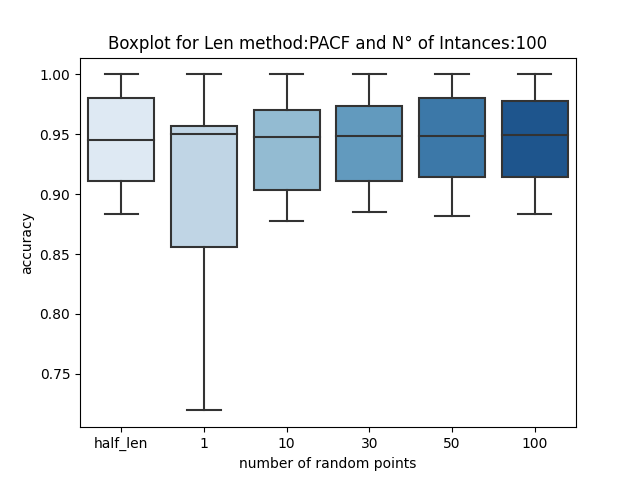 Boxplot for Len method:PACF and N° of Intances:100
1.00
0.95
0.90
0.85
0.80
0.75
accuracy
half_len 1 10 30 50 100
number of random points